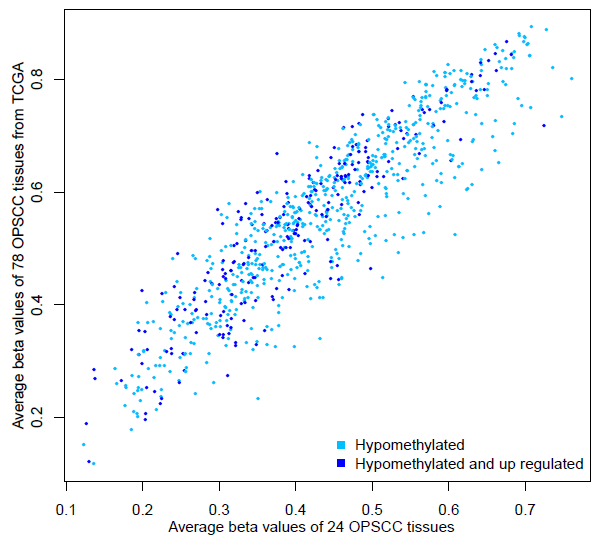 Average beta values of 78 OPSCC tissues from TCGA
0.8
0.6
0.4
0.2
Hypomethylated
Hypomethylated and up regulated
0.1 0.2 0.3 0.4 0.5 0.6 0.7
Average beta values of 24 OPSCC tissues